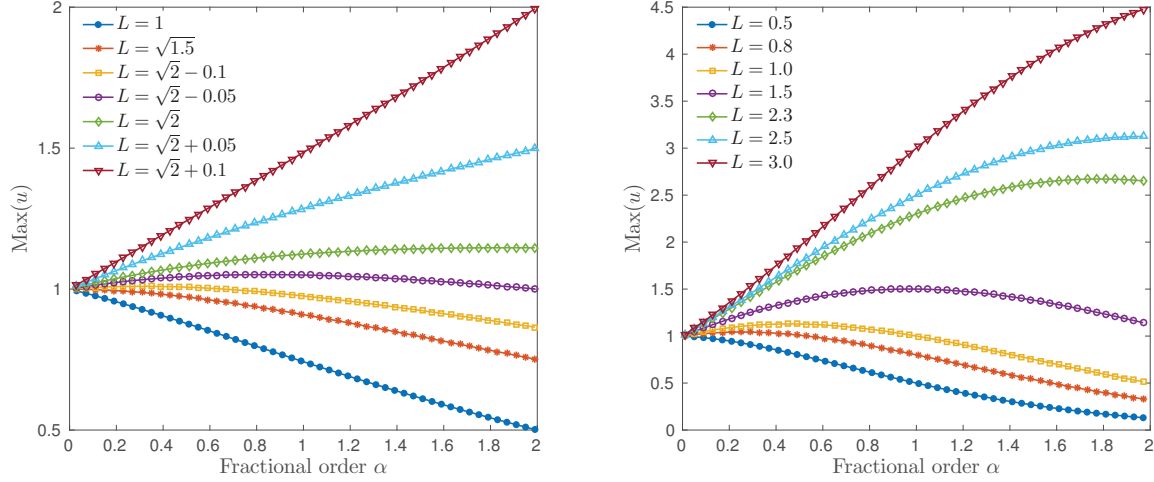 2
1.5
1
0.5
Max(u)
L = 1
L = √1.5
L = √2 − 0.1
L = √2 − 0.05
L = √2
L = √2 + 0.05
L = √2 + 0.1
0 0.2 0.4 0.6 0.8 1 1.2 1.4 1.6 1.8 2
Fractional order α
4.5
4
3.5
3
2.5
2
1.5
1
0.5
0
Max(u)
L = 0.5
L = 0.8
L = 1.0
L = 1.5
L = 2.3
L = 2.5
L = 3.0
0 0.2 0.4 0.6 0.8 1 1.2 1.4 1.6 1.8 2
Fractional order α